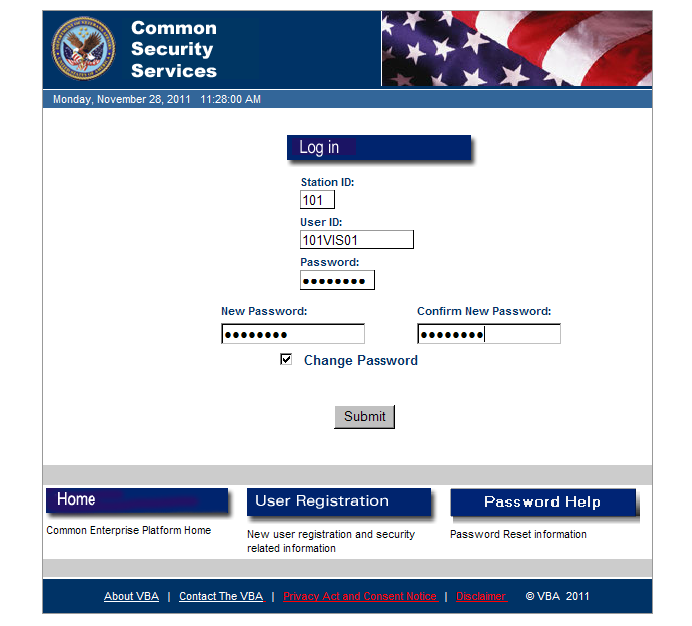 Common
Security
Services
Monday, November 28, 2011 11:28:00 AM
Log in
Station ID:
101
User ID:
101VIS01
Password:
●●●●●●●●
New Password: Confirm New Password:
●●●●●●●● ●●●●●●●●
Change Password
Submit
Home User Registration Password Help
Common Enterprise Platform Home New user registration and security Password Reset information
related information
About VBA | Contact The VBA | Privacy Act and Consent Notice | Disclaimer © VBA 2011